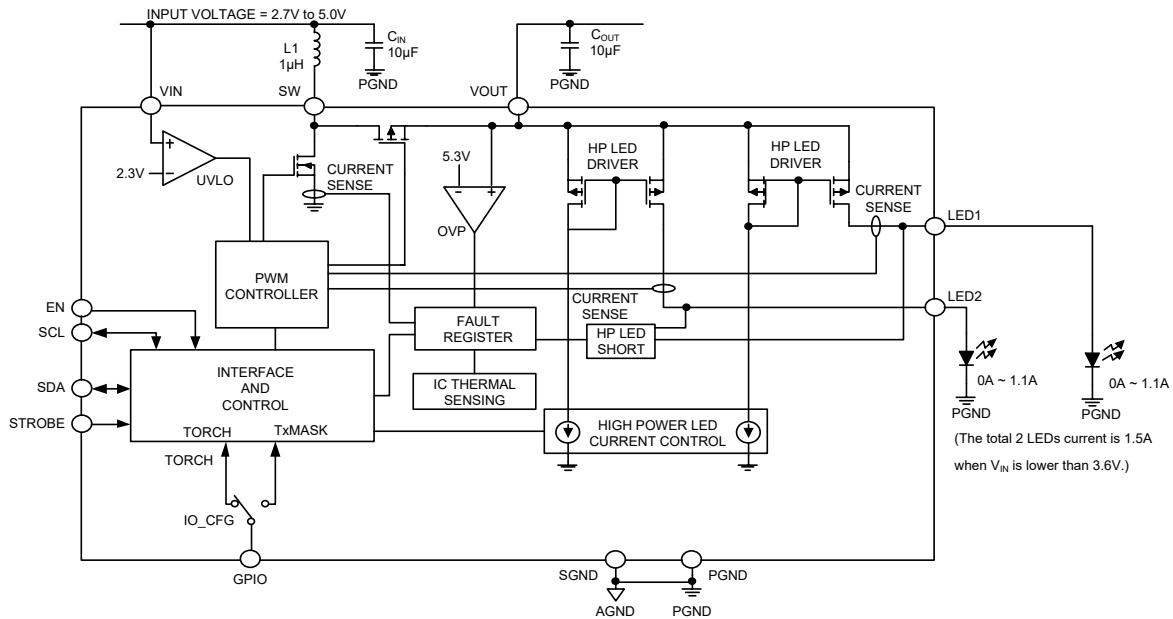 INPUT VOLTAGE = 2.7V to 5.0V
L1
1µH
CIN
10µF
PGND
COUT
10µF
PGND
VIN
SW
VOUT
2.3V
+
−
UVLO
CURRENT
SENSE
5.3V
−
+
OVP
HP LED
DRIVER
HP LED
DRIVER
CURRENT
SENSE
LED1
PWM
CONTROLLER
EN
SCL
SDA
STROBE
FAULT
REGISTER
CURRENT
SENSE
HP LED
SHORT
LED2
INTERFACE
AND
CONTROL
TORCH
TxMASK
IC THERMAL
SENSING
HIGH POWER LED
CURRENT CONTROL
0A ~ 1.1A
PGND
0A ~ 1.1A
PGND
(The total 2 LEDs current is 1.5A
when VIN is lower than 3.6V.)
TORCH
IO_CFG
GPIO
SGND
PGND
AGND
PGND